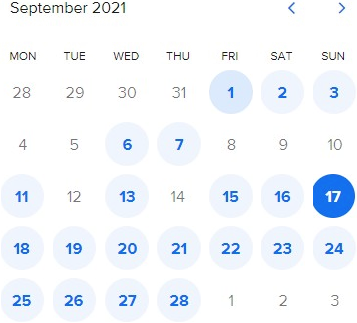 September 2021
MON TUE WED THU FRI SAT SUN
28 29 30 31 1 2 3
4 5 6 7 8 9 10
11 12 13 14 15 16 17
18 19 20 21 22 23 24
25 26 27 28 1 2 3